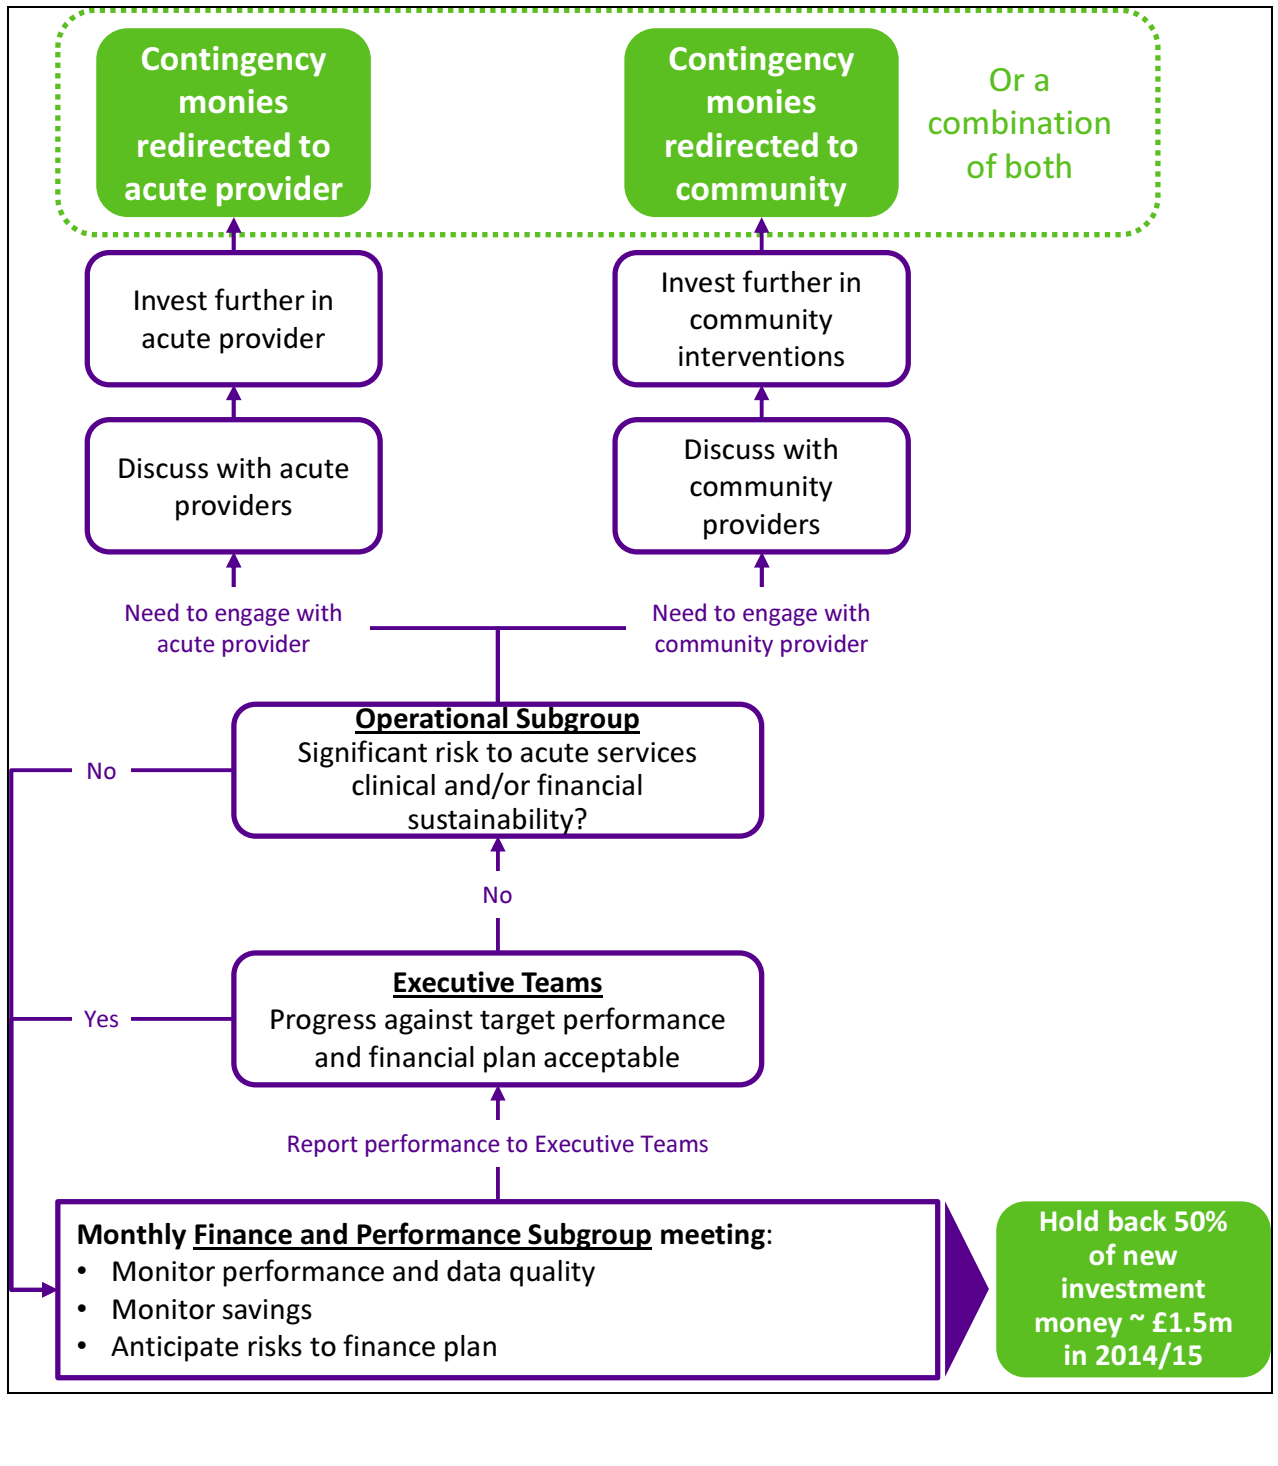 Contingency
monies
redirected to
acute provider
Contingency
monies
redirected to
community
Or a
combination
of both
Invest further in
acute provider
Invest further in
community
interventions
Discuss with acute
providers
Discuss with
community
providers
Need to engage with
acute provider
Need to engage with
community provider
Operational Subgroup
Significant risk to acute services
clinical and/or financial
sustainability?
No
No
Executive Teams
Progress against target performance
and financial plan acceptable
Yes
Report performance to Executive Teams
Monthly Finance and Performance Subgroup meeting:
• Monitor performance and data quality
• Monitor savings
• Anticipate risks to finance plan
Hold back 50%
of new
investment
money ~ £1.5m
in 2014/15